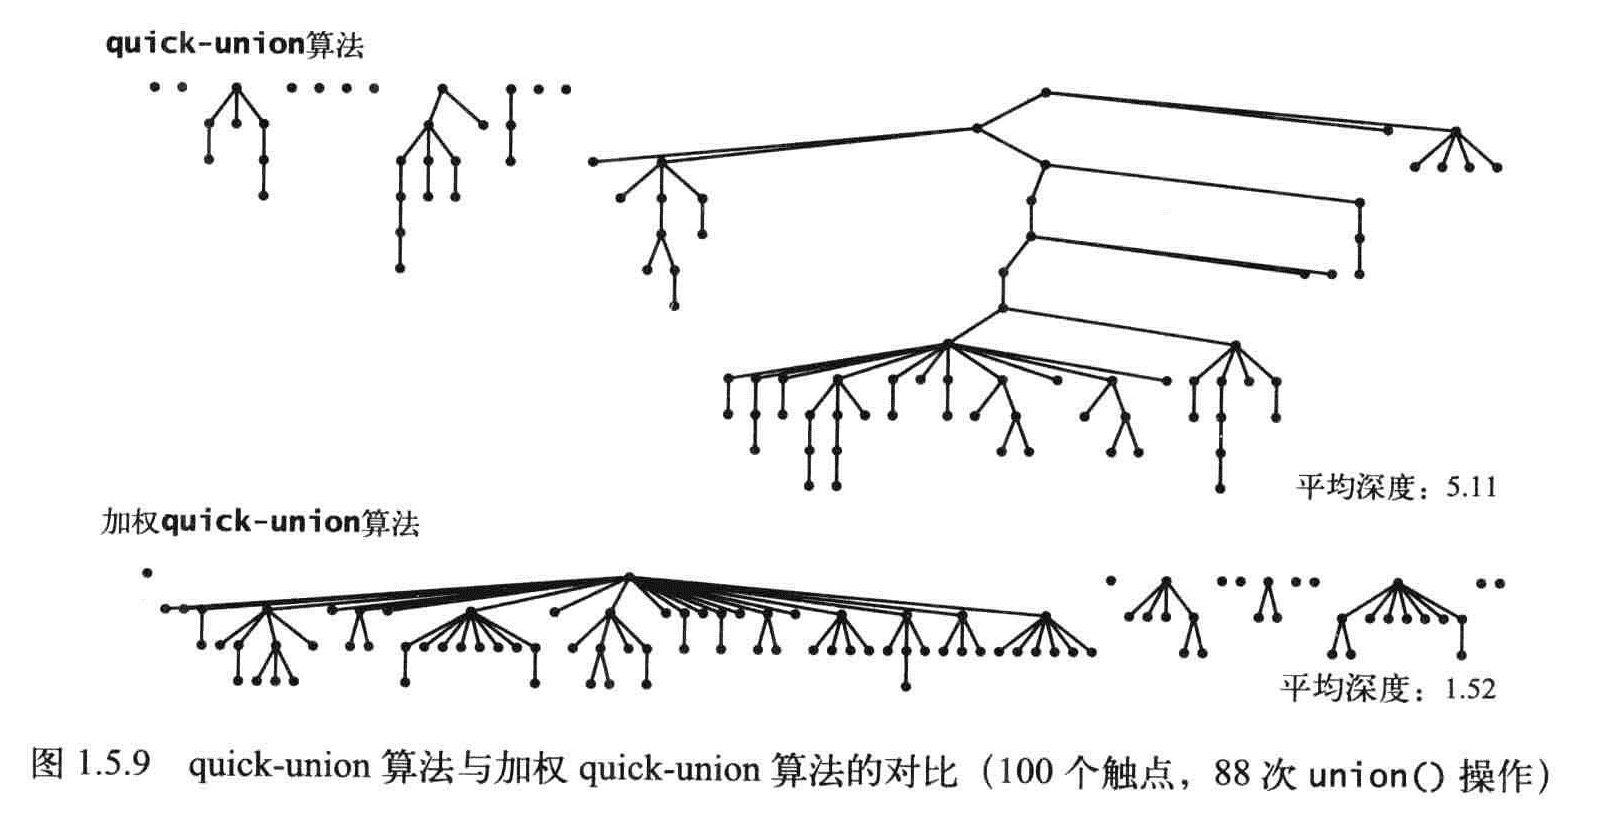 quick-union算法
平均深度：5.11
加权quick-union算法
平均深度：1.52
图 1.5.9 quick-union 算法与加权 quick-union 算法的对比（100 个触点，88 次 union() 操作）